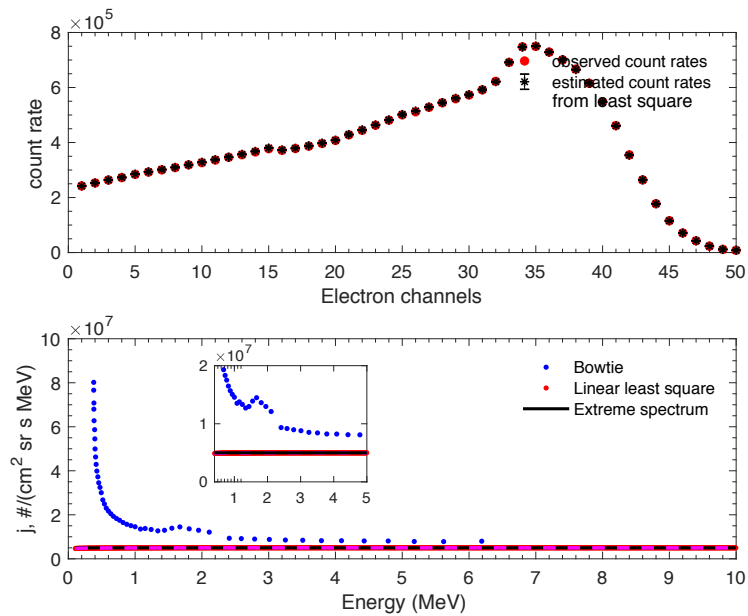 ×10^5
8
6
4
2
0
count rate
observed count rates
estimated count rates
from least square
0 5 10 15 20 25 30 35 40 45 50
Electron channels
×10^7
10
8
6
4
2
0
j, #/(cm^2 sr s MeV)
×10^7
2
1
0
1 2 3 4 5
Bowtie
Linear least square
Extreme spectrum
0 1 2 3 4 5 6 7 8 9 10
Energy (MeV)